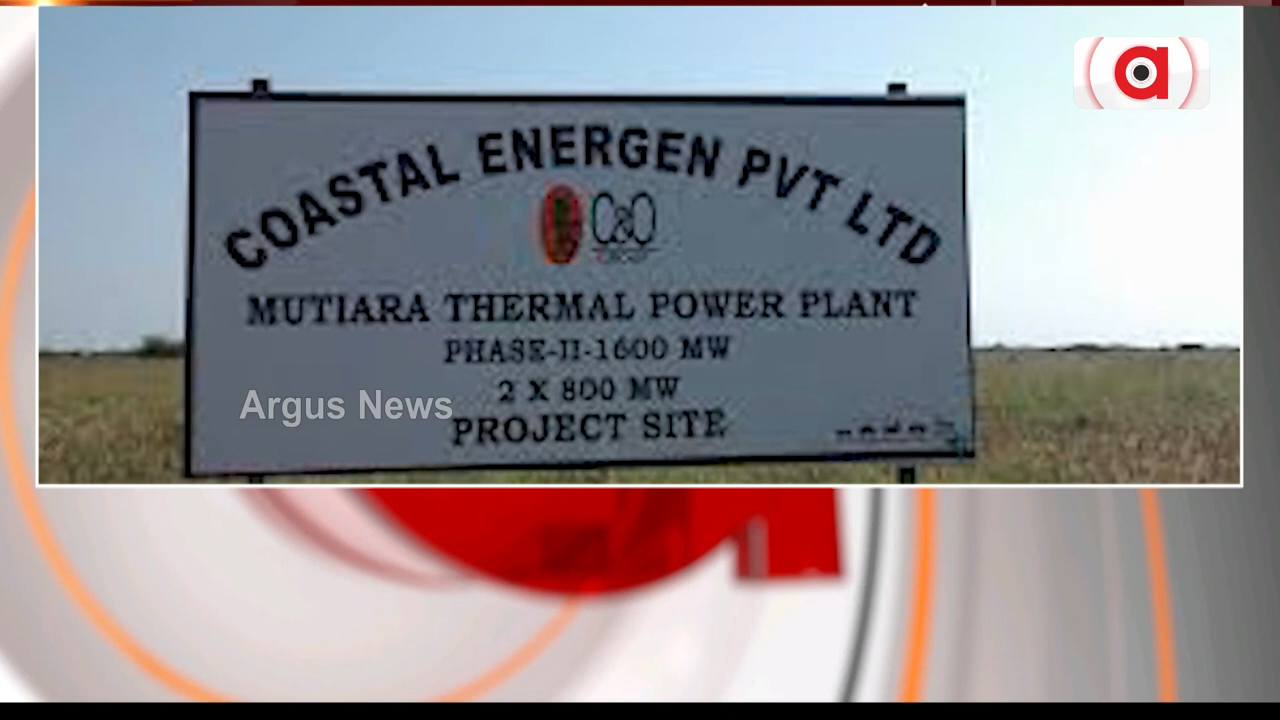 COASTAL ENERGEN PVT LTD
C&O
MUTIARA THERMAL POWER PLANT
PHASE-II-1600 MW
2 X 800 MW
PROJECT SITE
Argus News
a